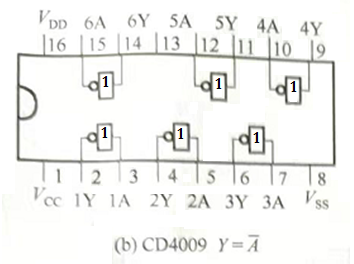 VDD 6A 6Y 5A 5Y 4A 4Y
16 15 14 13 12 11 10 9
1 1 1
1 1 1
1 2 3 4 5 6 7 8
VCC 1Y 1A 2Y 2A 3Y 3A VSS
(b) CD4009 Y=A̅